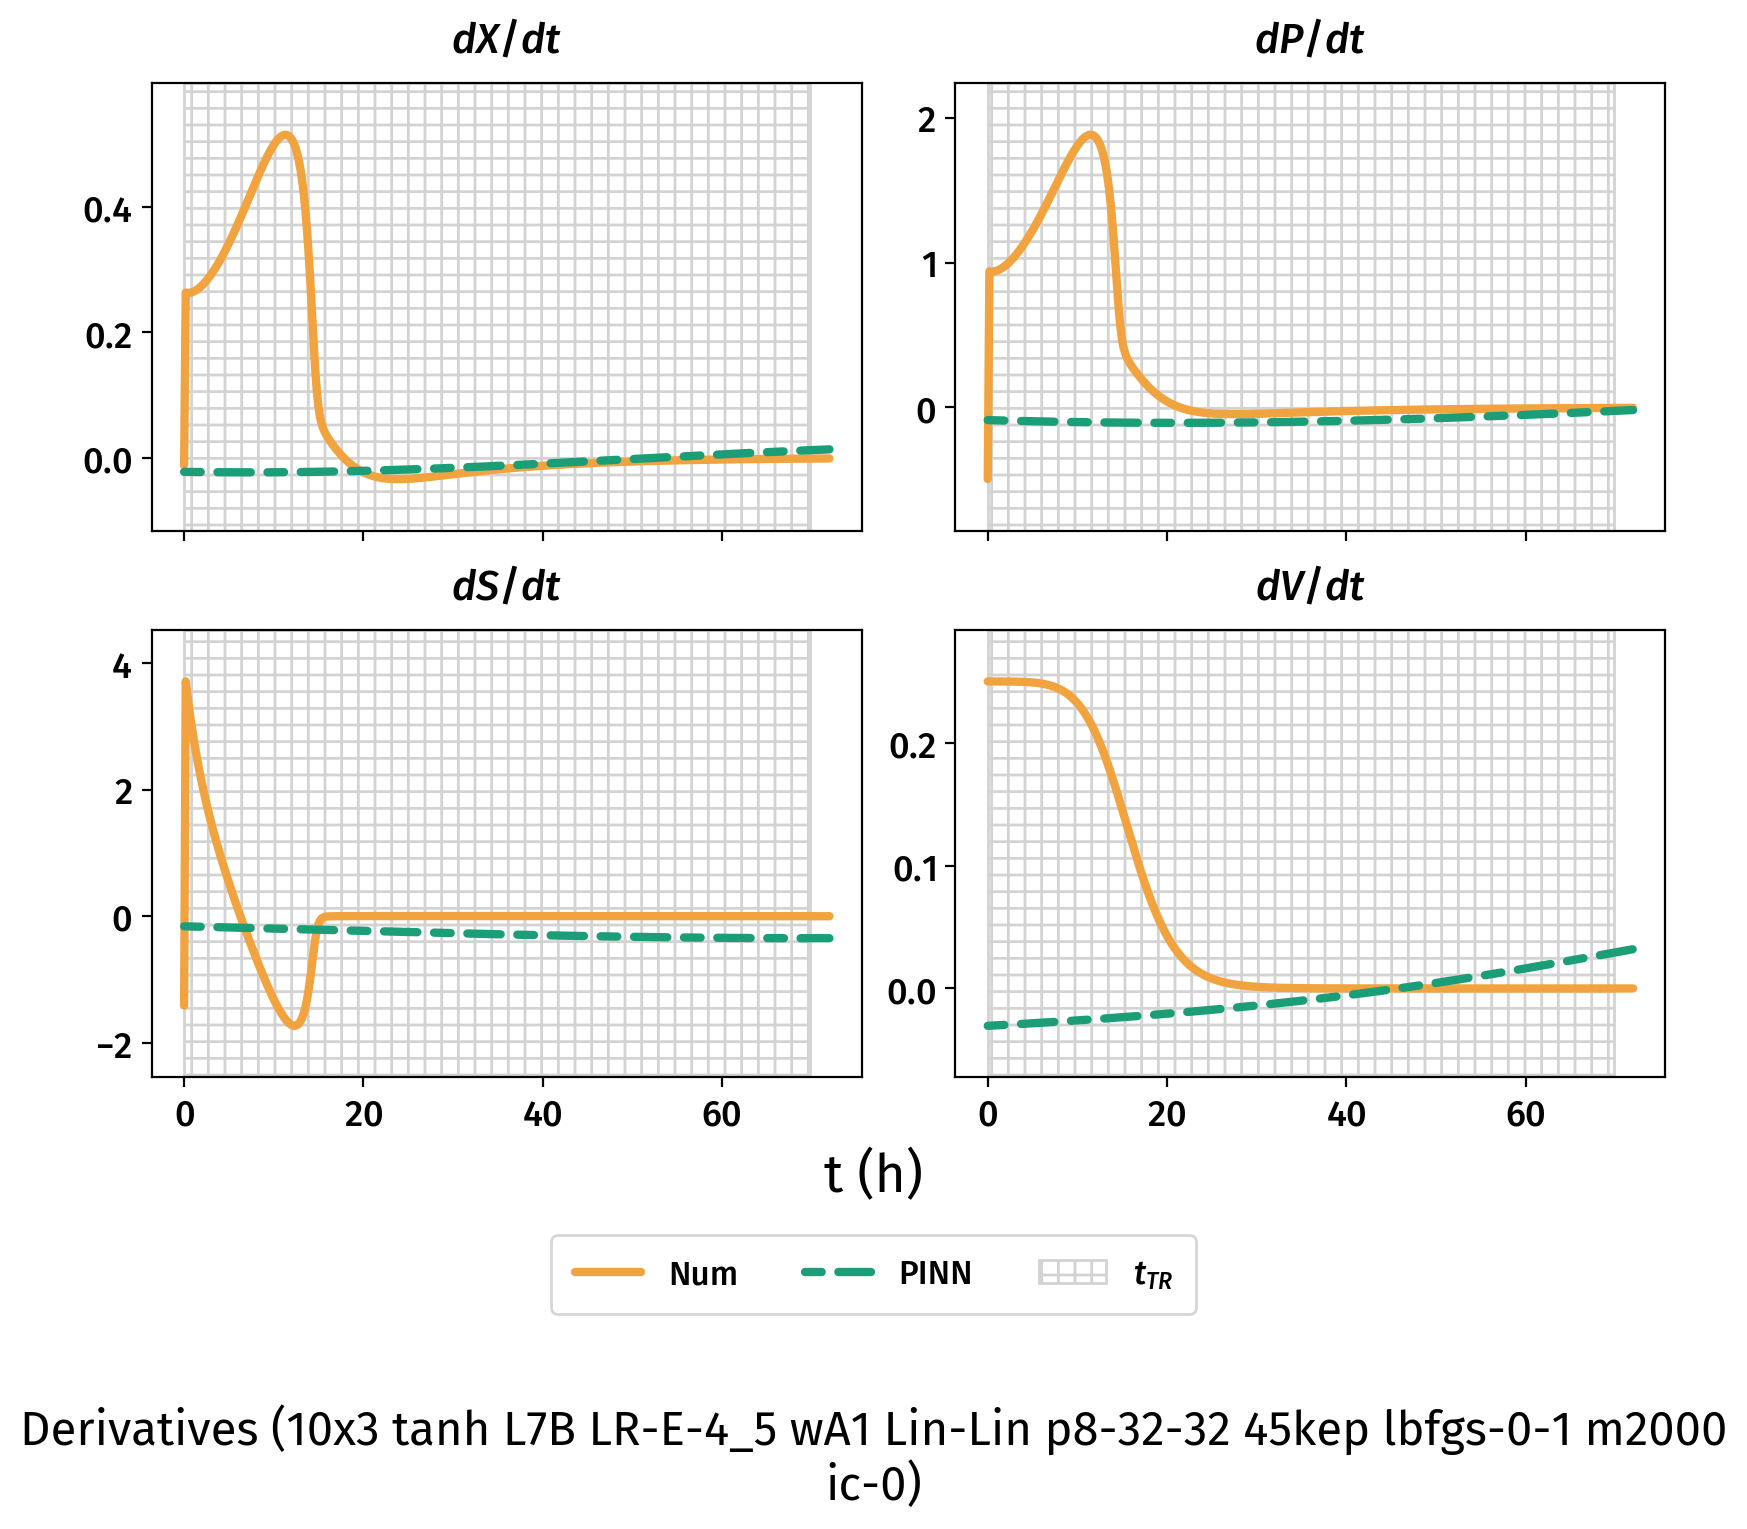 dX/dt
dP/dt
0.4
0.2
0.0
2
1
0
dS/dt
dV/dt
4
2
0
−2
0.2
0.1
0.0
0 20 40 60
0 20 40 60
t (h)
Num PINN t_TR
Derivatives (10x3 tanh L7B LR-E-4_5 wA1 Lin-Lin p8-32-32 45kep lbfgs-0-1 m2000
ic-0)